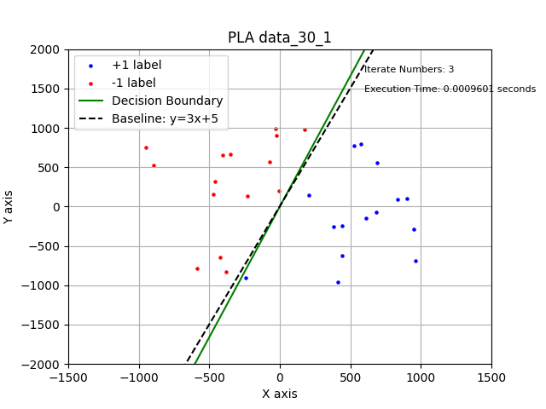 PLA data_30_1
+1 label
-1 label
Decision Boundary
Baseline: y=3x+5
Iterate Numbers: 3
Execution Time: 0.0009601 seconds
Y axis
2000
1500
1000
500
0
−500
−1000
−1500
−2000
−1500
−1000
−500
0
500
1000
1500
X axis